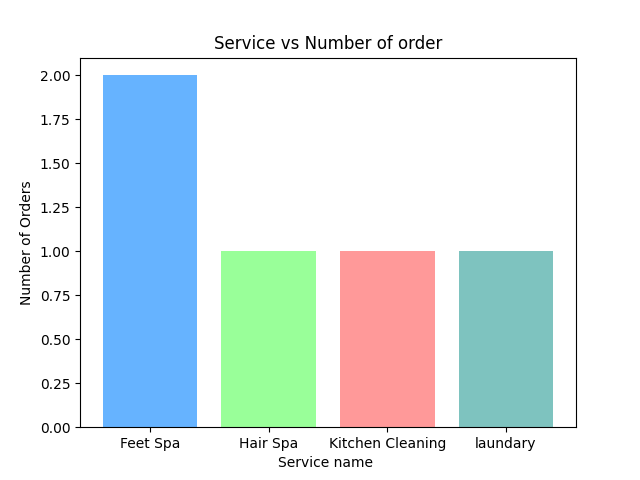 Service vs Number of order
2.00
1.75
1.50
1.25
1.00
0.75
0.50
0.25
0.00
Number of Orders
Feet Spa
Hair Spa
Kitchen Cleaning
laundary
Service name